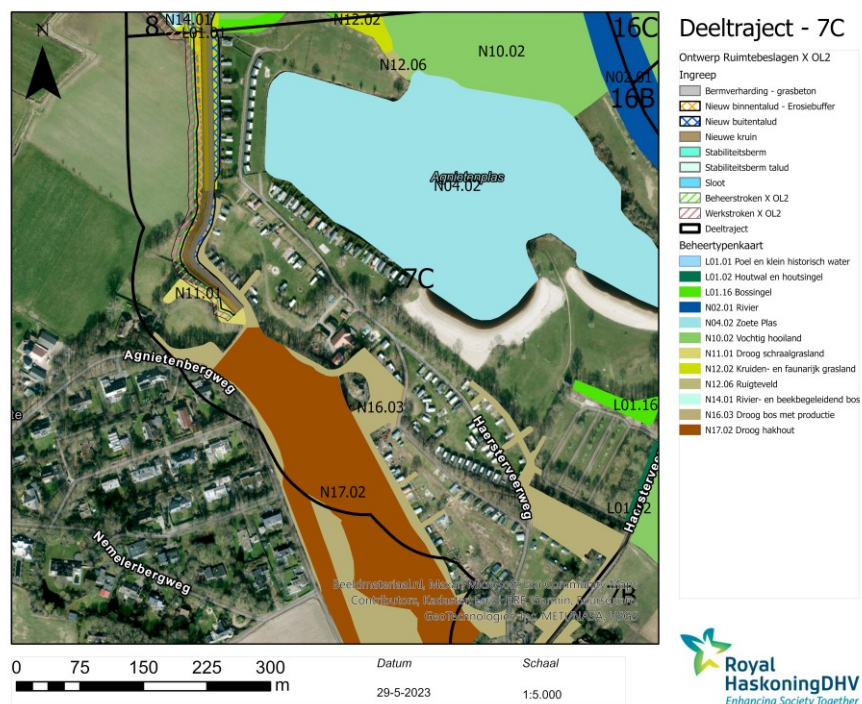 Deeltraject - 7C
Ontwerp Ruimtebeslagen X OL2
Ingreep
Bermverharding - grasbeton
Nieuw binnentalud - Erosiebuffer
Nieuw buitentalud
Nieuwe kruin
Stabiliteitsberm
Stabiliteitsberm talud
Sloot
Beheerstroken X OL2
Werkstroken X OL2
Deeltraject
Beheertypenkaart
L01.01 Poel en klein historisch water
L01.02 Houtwal en houtsingel
L01.16 Bossingel
N02.01 Rivier
N04.02 Zoete Plas
N10.02 Vochtig hooiland
N11.01 Droog schraalgrasland
N12.02 Kruiden- en faunarijk grasland
N12.06 Ruigteveld
N14.01 Rivier- en beekbegeleidend bos
N16.03 Droog bos met productie
N17.02 Droog hakhout
N
8
N14.01
L01.01
N12.02
N12.06
N10.02
16C
N02.01
16B
Agnietenplas
N04.02
7C
N11.01
Agnietenbergweg
N16.03
Haersterveerweg
L01.16
N17.02
Nemelerbergweg
0 75 150 225 300
m
Datum
29-5-2023
Schaal
1:5.000
Royal
HaskoningDHV
Enhancing Society Together